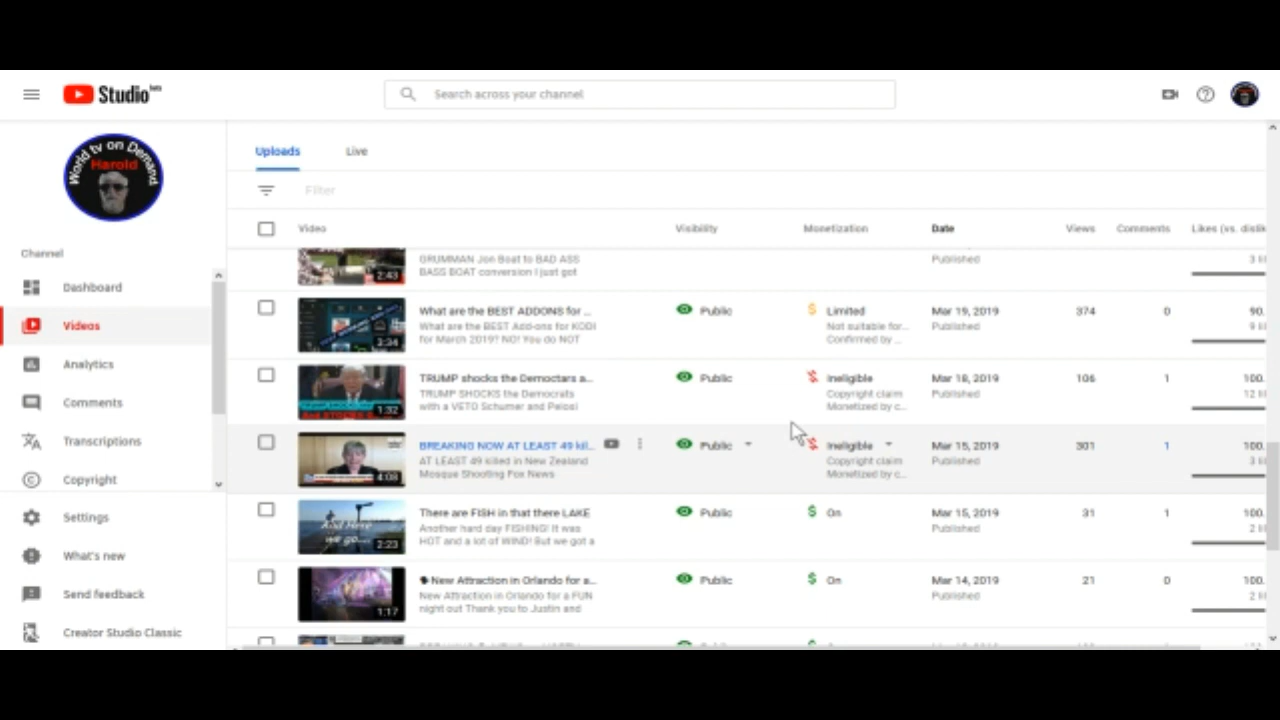 Studio beta
Search across your channel
World tv on Demand
Harold
Uploads
Live
Filter
Video
Visibility
Monetization
Date
Views
Comments
Likes (vs. dislik
Channel
Dashboard
Videos
Analytics
Comments
Transcriptions
Copyright
Settings
What's new
Send feedback
Creator Studio Classic
2:43
GRUMMAN Jon Boat to BAD ASS
BASS BOAT conversion I just got
Published
What are the BEST ADDONS for ...
What are the BEST Add-ons for KODI
for March 2019? NO! You do NOT
Public
Limited
Not suitable for...
Confirmed by ...
Mar 19, 2019
Published
374
0
90.
TRUMP shocks the Democtars a...
TRUMP SHOCKS the Democrats
with a VETO Schumer and Pelosi
1:32
Public
Ineligible
Copyright claim
Monetized by c...
Mar 18, 2019
Published
106
1
100.
BREAKING NOW AT LEAST 49 kil...
AT LEAST 49 killed in New Zealand
Mosque Shooting Fox News
4:08
Public
Ineligible
Copyright claim
Monetized by c...
Mar 15, 2019
Published
301
1
100.
And Here
we go....
2:23
There are FISH in that there LAKE
Another hard day FISHING! It was
HOT and a lot of WIND! But we got a
Public
On
Mar 15, 2019
Published
31
1
100.
1:17
New Attraction in Orlando for a...
New Attraction in Orlando for a FUN
night out Thank you to Justin and
Public
On
Mar 14, 2019
Published
21
0
100.